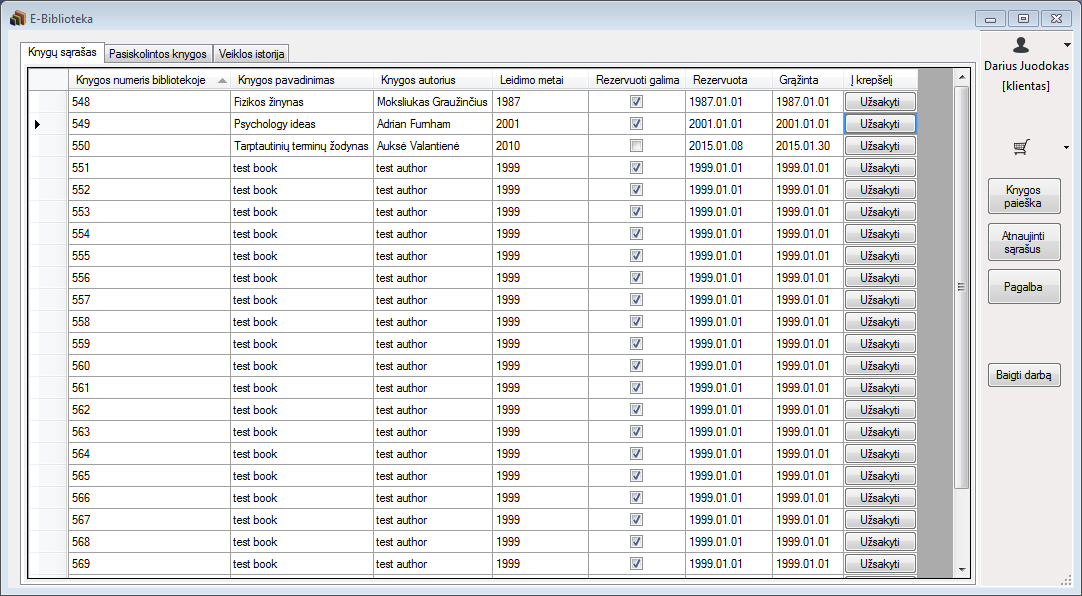 E-Biblioteka
Knygų sąrašas Pasiskolintos knygos Veiklos istorija
Knygos numeris bibliotekoje Knygos pavadinimas Knygos autorius Leidimo metai Rezervuoti galima Rezervuota Grąžinta Į krepšelį
548 Fizikos žinynas Moksliukas Graužinčius 1987 1987.01.01 1987.01.01 Užsakyti
549 Psychology ideas Adrian Furnham 2001 2001.01.01 2001.01.01 Užsakyti
550 Tarptautinių terminų žodynas Auksė Valantienė 2010 2015.01.08 2015.01.30 Užsakyti
551 test book test author 1999 1999.01.01 1999.01.01 Užsakyti
552 test book test author 1999 1999.01.01 1999.01.01 Užsakyti
553 test book test author 1999 1999.01.01 1999.01.01 Užsakyti
554 test book test author 1999 1999.01.01 1999.01.01 Užsakyti
555 test book test author 1999 1999.01.01 1999.01.01 Užsakyti
556 test book test author 1999 1999.01.01 1999.01.01 Užsakyti
557 test book test author 1999 1999.01.01 1999.01.01 Užsakyti
558 test book test author 1999 1999.01.01 1999.01.01 Užsakyti
559 test book test author 1999 1999.01.01 1999.01.01 Užsakyti
560 test book test author 1999 1999.01.01 1999.01.01 Užsakyti
561 test book test author 1999 1999.01.01 1999.01.01 Užsakyti
562 test book test author 1999 1999.01.01 1999.01.01 Užsakyti
563 test book test author 1999 1999.01.01 1999.01.01 Užsakyti
564 test book test author 1999 1999.01.01 1999.01.01 Užsakyti
565 test book test author 1999 1999.01.01 1999.01.01 Užsakyti
566 test book test author 1999 1999.01.01 1999.01.01 Užsakyti
567 test book test author 1999 1999.01.01 1999.01.01 Užsakyti
568 test book test author 1999 1999.01.01 1999.01.01 Užsakyti
569 test book test author 1999 1999.01.01 1999.01.01 Užsakyti
Darius Juodokas
[klientas]
Knygos
paieška
Atnaujinti
sąrašus
Pagalba
Baigti darbą